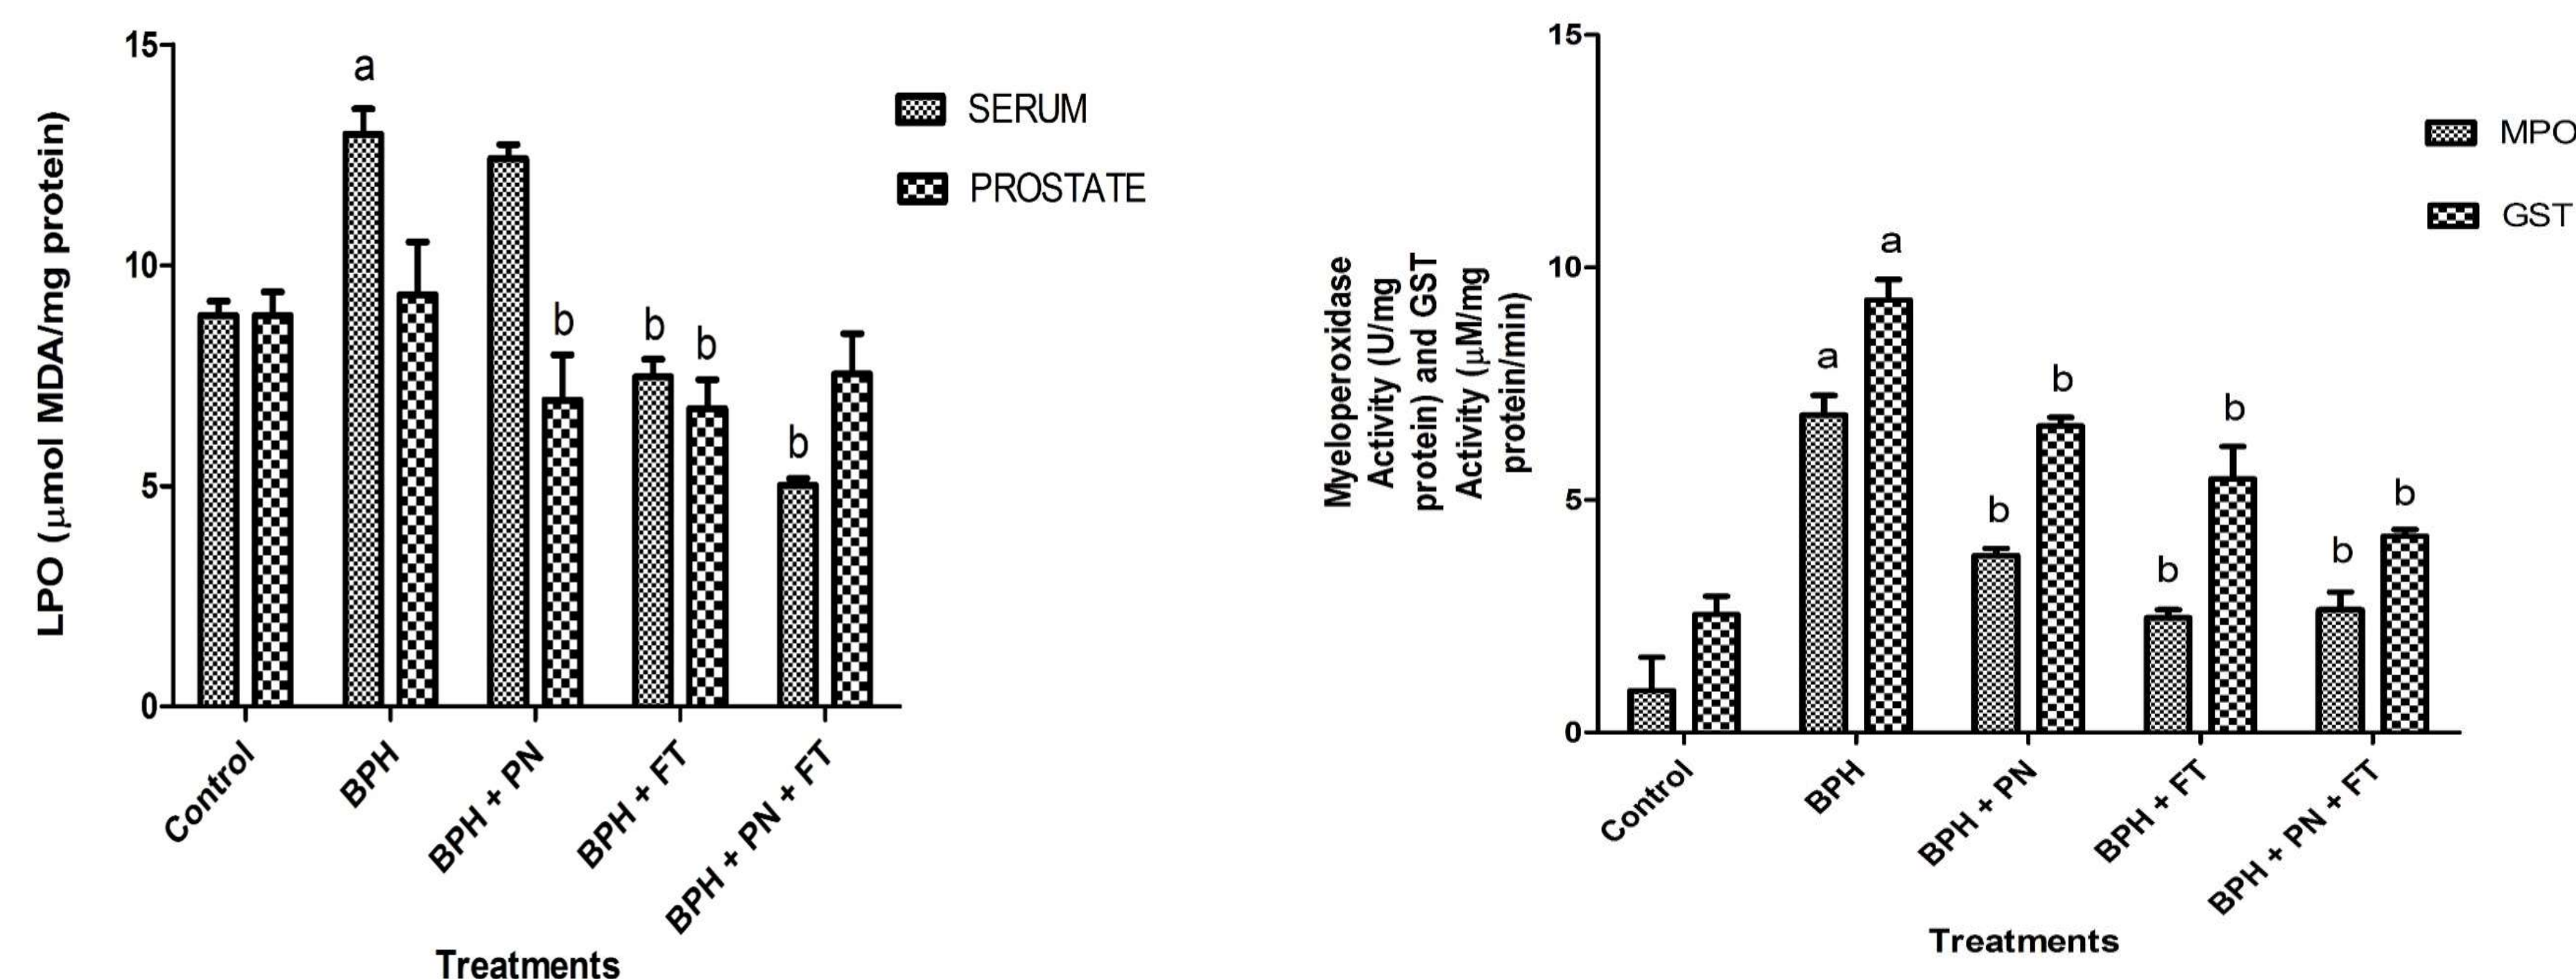 LPO (μmol MDA/mg protein)
15
10
5
0
a
b
b
b
b
SERUM
PROSTATE
Control
BPH
BPH + PN
BPH + FT
BPH + PN + FT
Treatments
Myeloperoxidase
Activity (U/mg
protein) and GST
Activity (μM/mg
protein/min)
15
10
5
0
a
a
b
b
b
b
b
b
MPO
GST
Control
BPH
BPH + PN
BPH + FT
BPH + PN + FT
Treatments